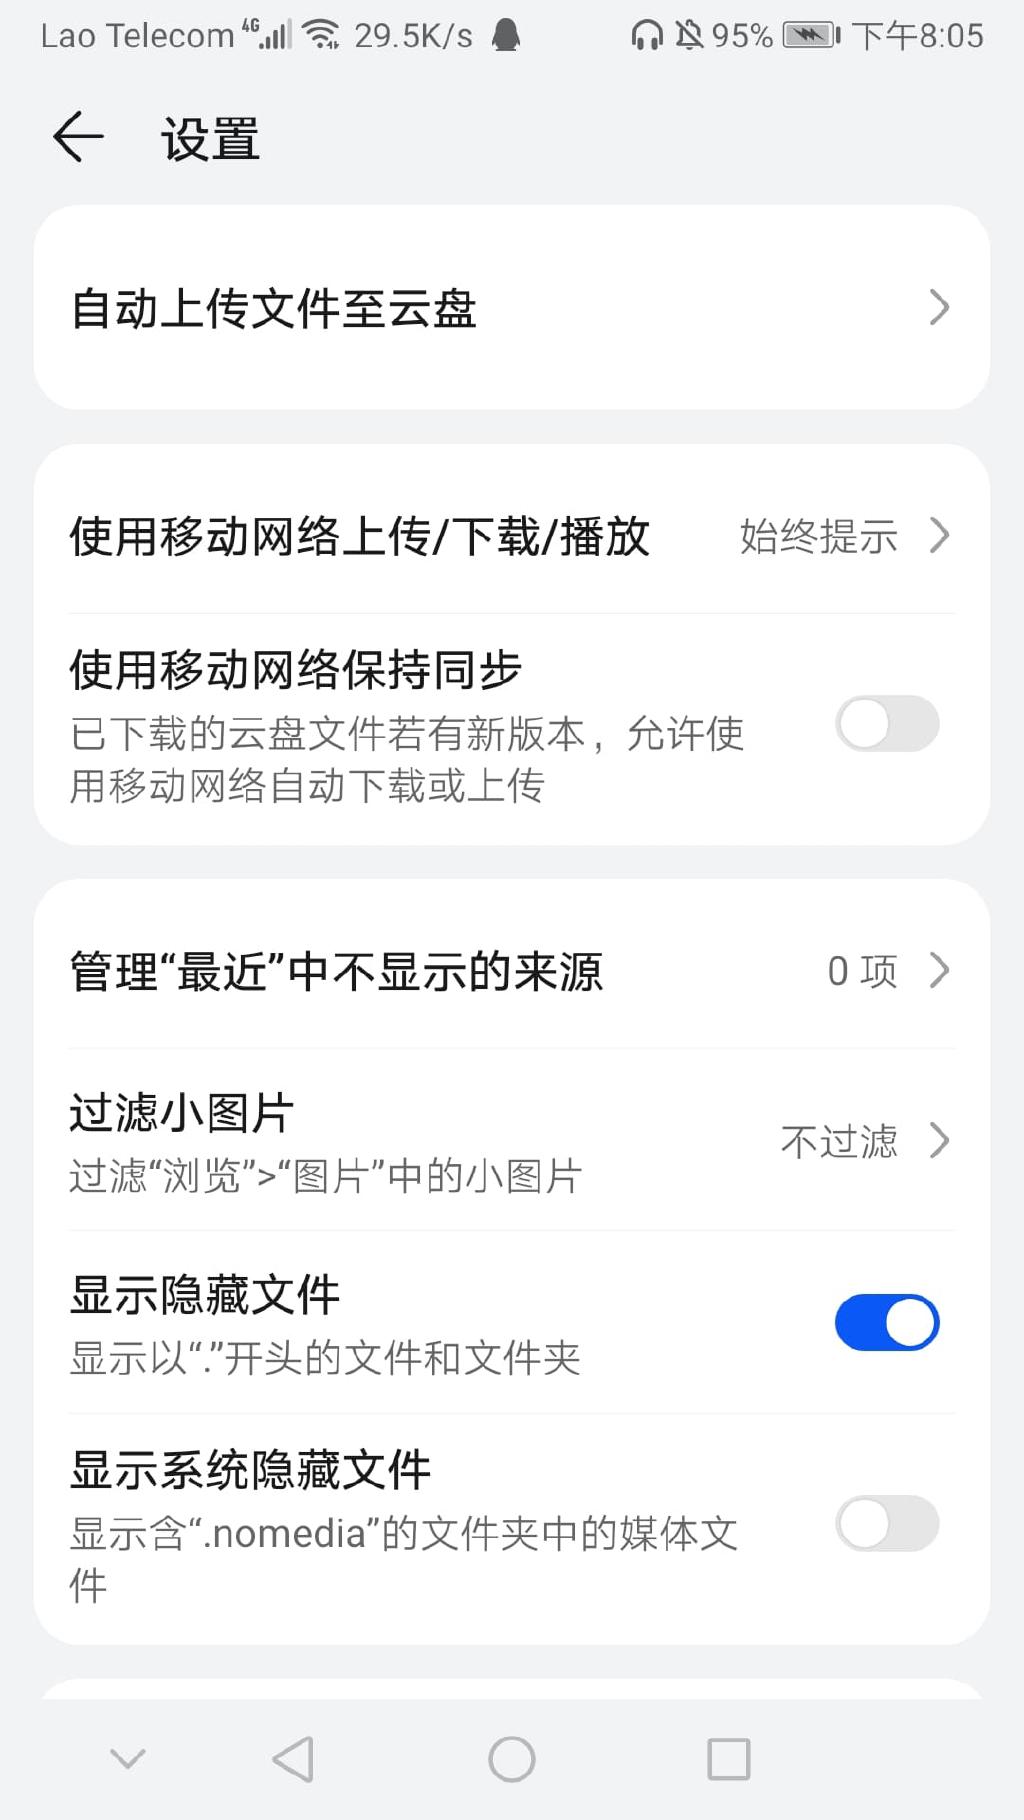 Lao Telecom 4G 29.5K/s 95% 下午8:05
设置
自动上传文件至云盘
使用移动网络上传/下载/播放 始终提示
使用移动网络保持同步
已下载的云盘文件若有新版本，允许使
用移动网络自动下载或上传
管理“最近”中不显示的来源 0 项
过滤小图片
过滤“浏览”>“图片”中的小图片 不过滤
显示隐藏文件
显示以“.”开头的文件和文件夹
显示系统隐藏文件
显示含“.nomedia”的文件夹中的媒体文
件